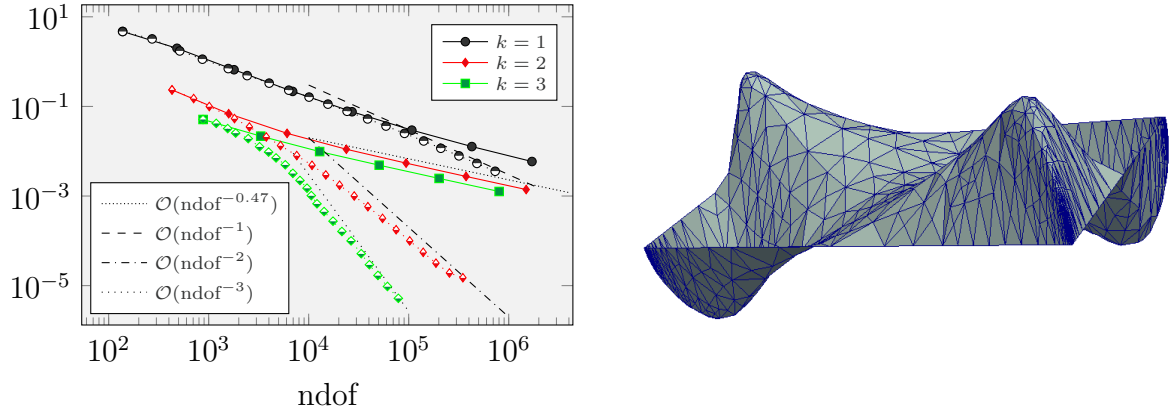 10^1
10^{-1}
10^{-3}
10^{-5}
k = 1
k = 2
k = 3
O(ndof^{-0.47})
O(ndof^{-1})
O(ndof^{-2})
O(ndof^{-3})
10^2 10^3 10^4 10^5 10^6
ndof